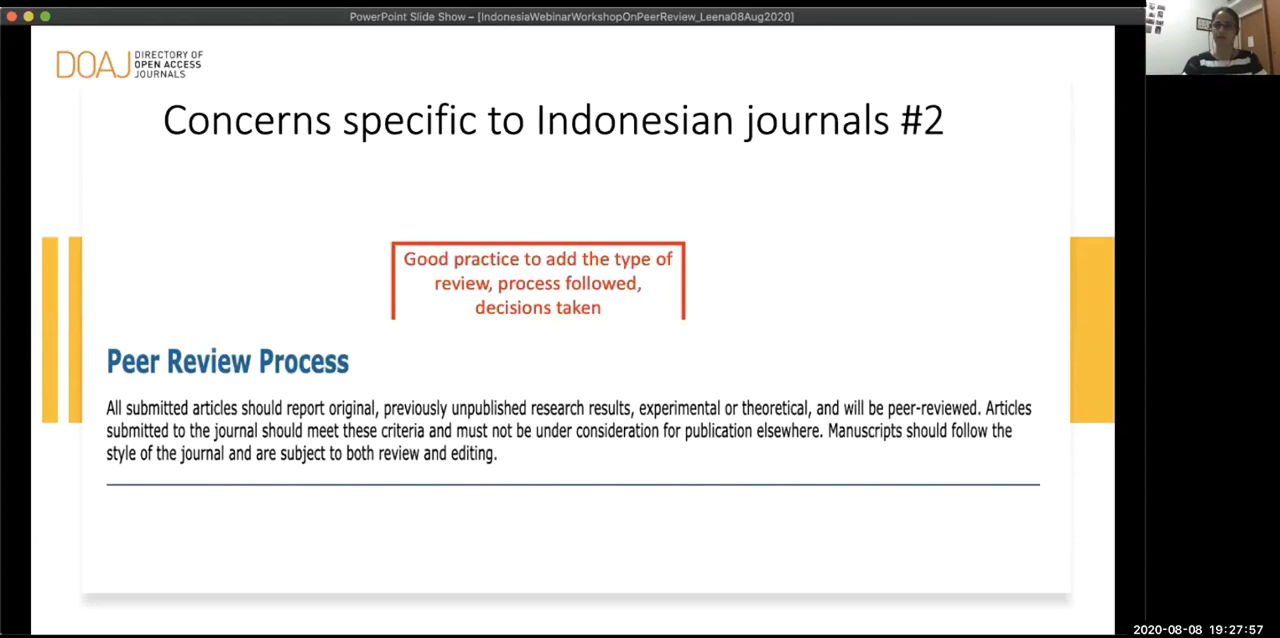 PowerPoint Slide Show – [IndonesiaWebinarWorkshopOnPeerReview_Leena08Aug2020]
DOAJ
DIRECTORY OF
OPEN ACCESS
JOURNALS
Concerns specific to Indonesian journals #2
Good practice to add the type of
review, process followed,
decisions taken
Peer Review Process
All submitted articles should report original, previously unpublished research results, experimental or theoretical, and will be peer-reviewed. Articles
submitted to the journal should meet these criteria and must not be under consideration for publication elsewhere. Manuscripts should follow the
style of the journal and are subject to both review and editing.
2020-08-08 19:27:57